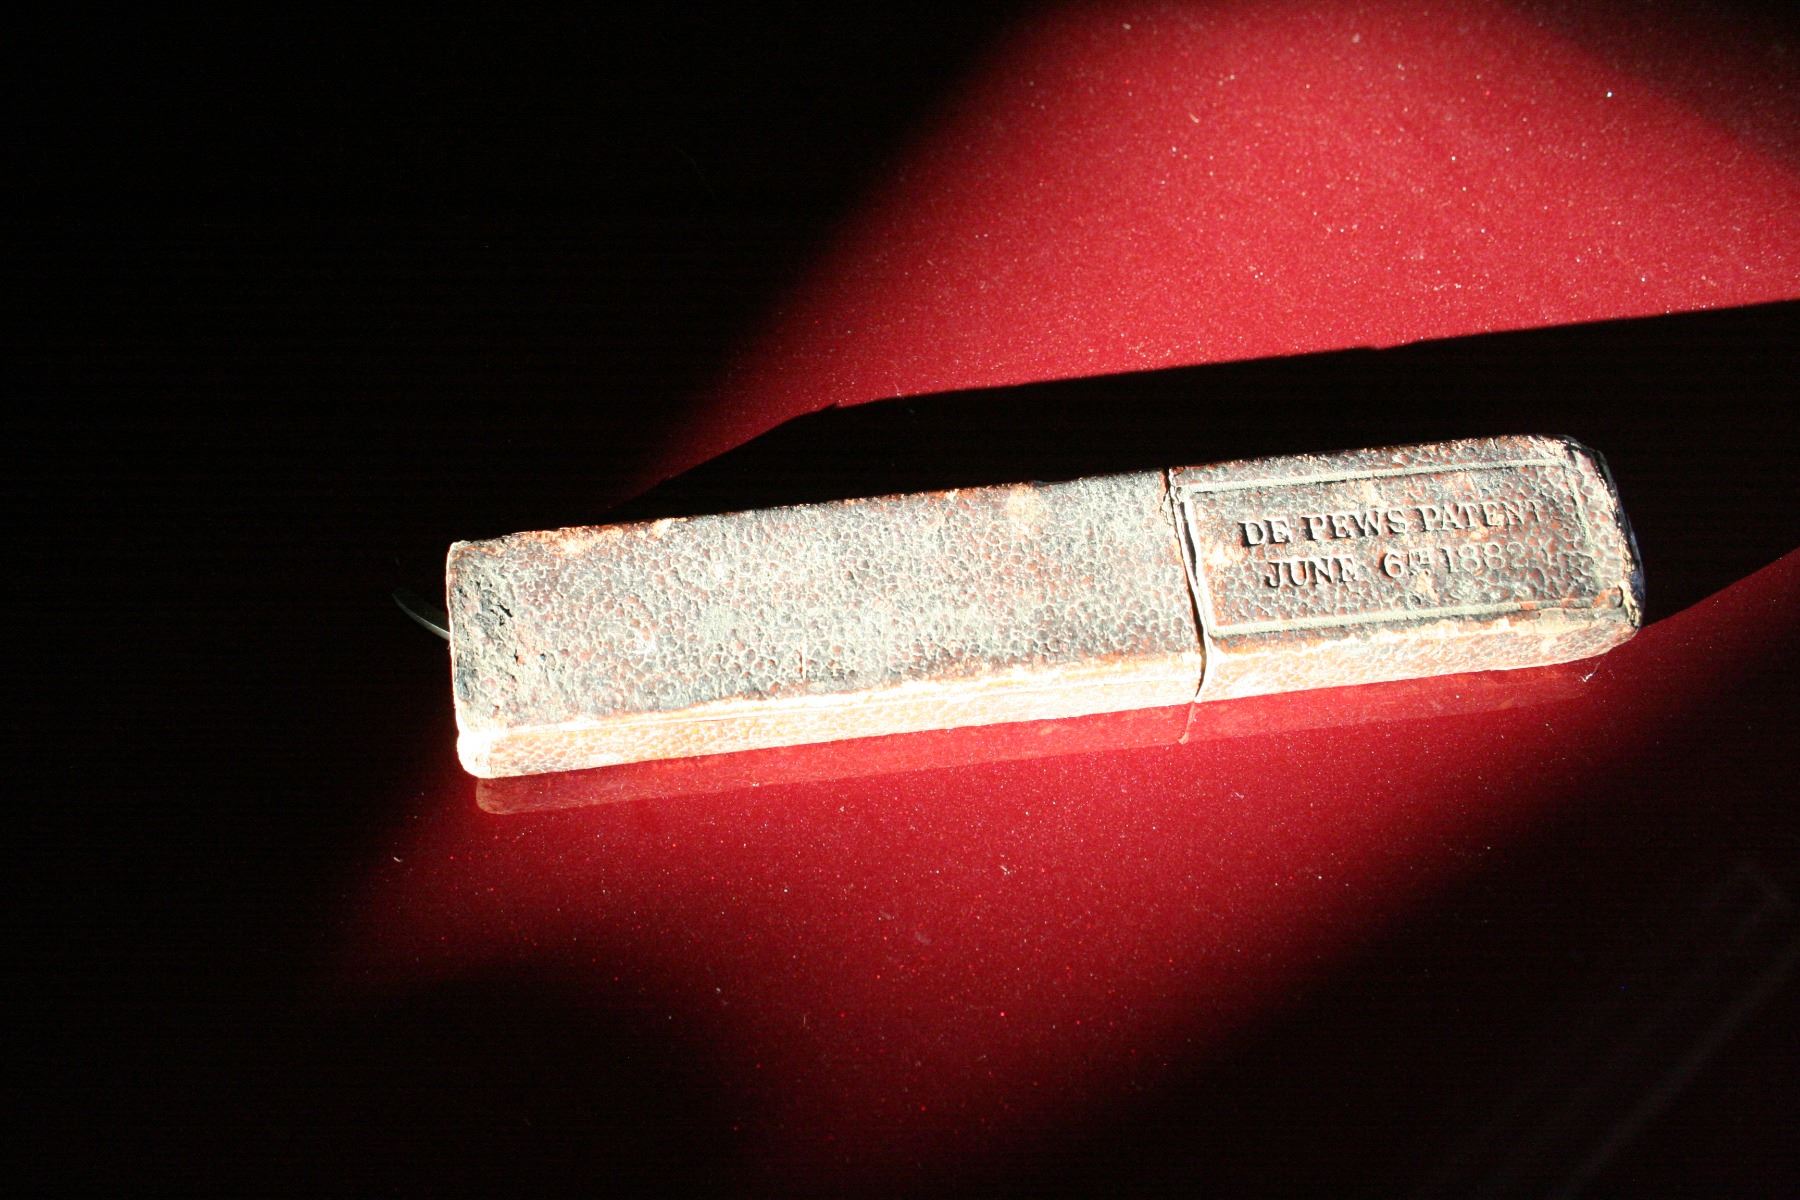 DE PEWS PATENT
JUNE 6TH 1882